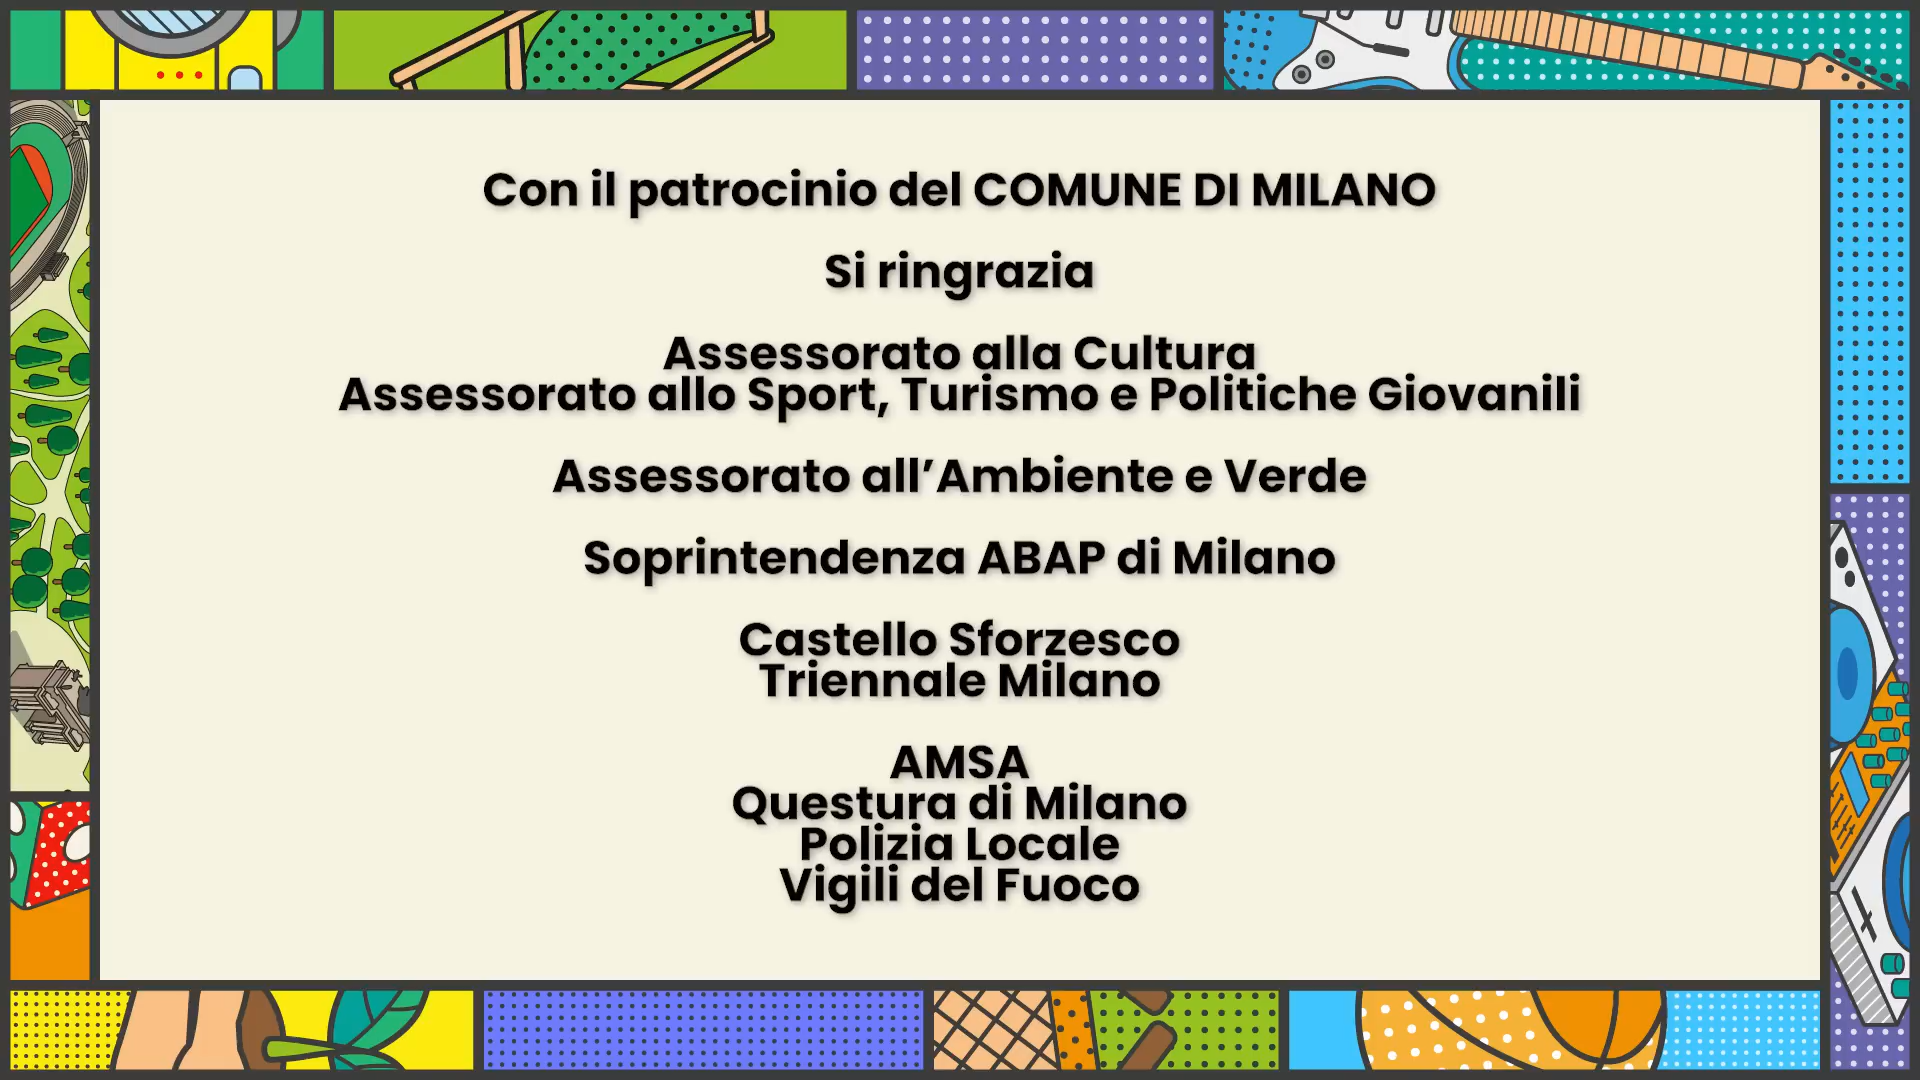 Con il patrocinio del COMUNE DI MILANO
Si ringrazia
Assessorato alla Cultura
Assessorato allo Sport, Turismo e Politiche Giovanili
Assessorato all’Ambiente e Verde
Soprintendenza ABAP di Milano
Castello Sforzesco
Triennale Milano
AMSA
Questura di Milano
Polizia Locale
Vigili del Fuoco